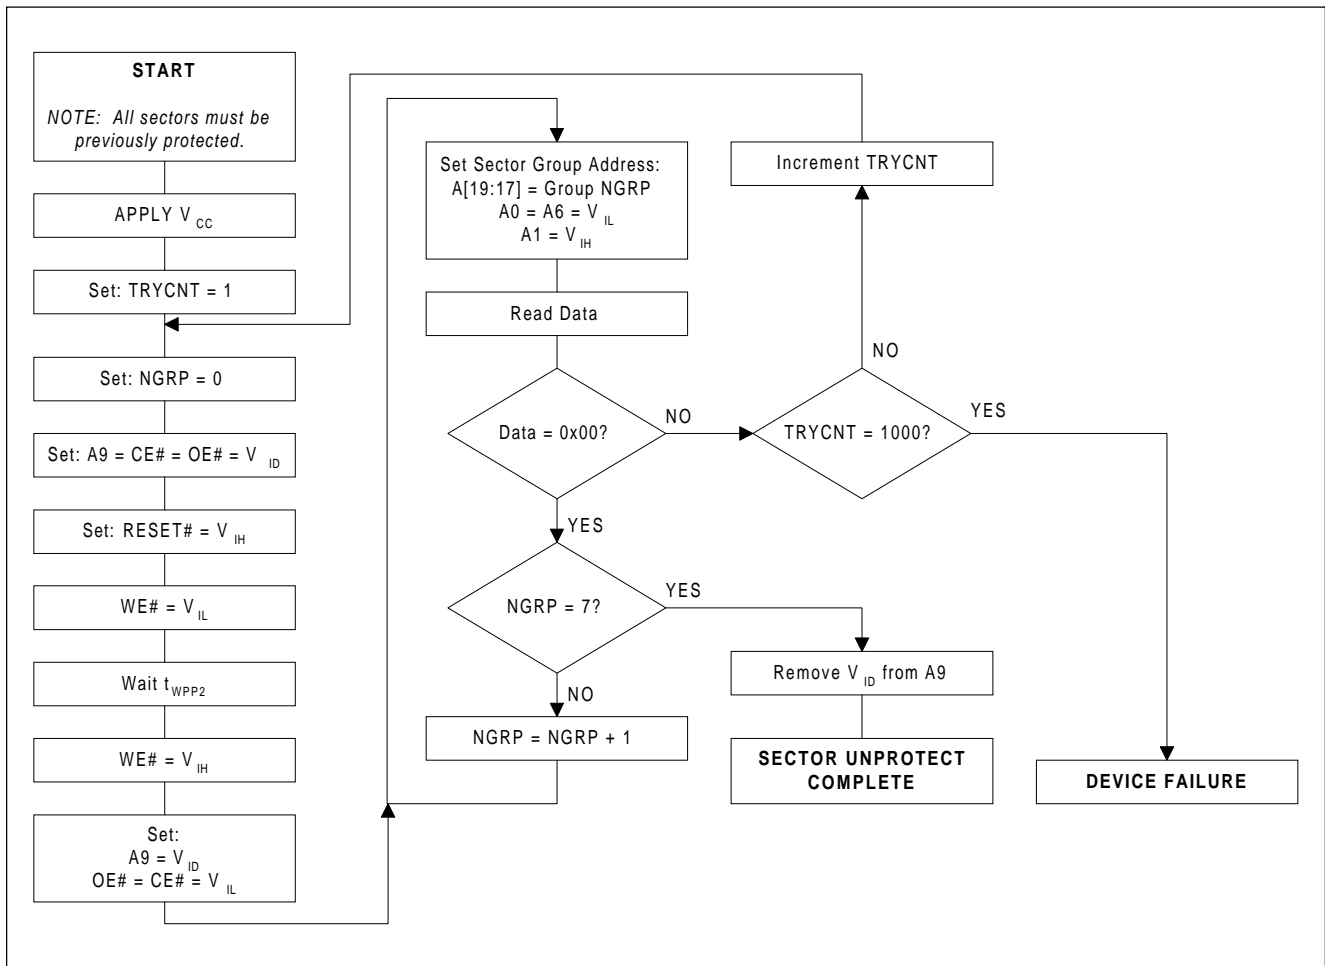 START
NOTE: All sectors must be
previously protected.
APPLY V CC
Set: TRYCNT = 1
Set: NGRP = 0
Set: A9 = CE# = OE# = V ID
Set: RESET# = V IH
WE# = V IL
Wait t WPP2
WE# = V IH
Set:
A9 = V ID
OE# = CE# = V IL
Set Sector Group Address:
A[19:17] = Group NGRP
A0 = A6 = V IL
A1 = V IH
Read Data
Data = 0x00?
NO
YES
NGRP = 7?
YES
NO
NGRP = NGRP + 1
Increment TRYCNT
NO
TRYCNT = 1000?
YES
Remove V ID from A9
SECTOR UNPROTECT
COMPLETE
DEVICE FAILURE